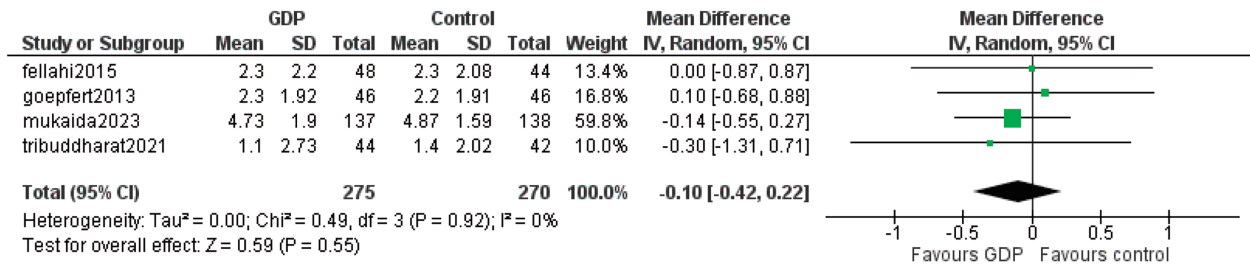 GDP Control Mean Difference Mean Difference
Study or Subgroup Mean SD Total Mean SD Total Weight IV, Random, 95% CI IV, Random, 95% CI
fellahi2015 2.3 2.2 48 2.3 2.08 44 13.4% 0.00 [-0.87, 0.87]
goepfert2013 2.3 1.92 46 2.2 1.91 46 16.8% 0.10 [-0.68, 0.88]
mukaida2023 4.73 1.9 137 4.87 1.59 138 59.8% -0.14 [-0.55, 0.27]
tribuddharat2021 1.1 2.73 44 1.4 2.02 42 10.0% -0.30 [-1.31, 0.71]
Total (95% CI) 275 270 100.0% -0.10 [-0.42, 0.22]
Heterogeneity: Tau² = 0.00; Chi² = 0.49, df = 3 (P = 0.92); I² = 0%
Test for overall effect: Z = 0.59 (P = 0.55)
-1 -0.5 0 0.5 1
Favours GDP Favours control